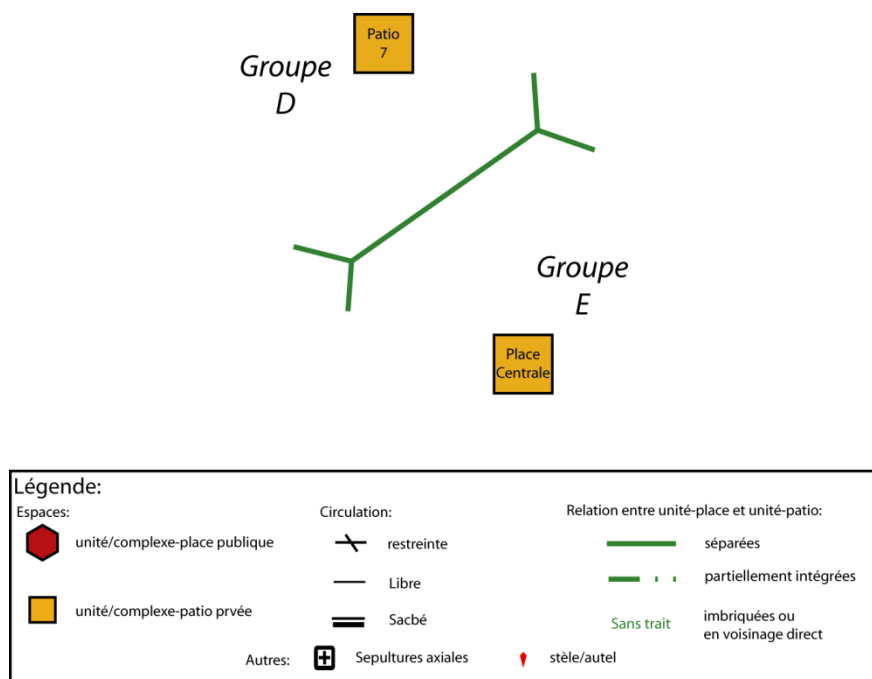 Patio
7
Groupe
D
Groupe
E
Place
Centrale
Légende:
Espaces:
Circulation:
Relation entre unité-place et unité-patio:
unité/complexe-place publique
restreinte
séparées
Libre
partiellement intégrées
unité/complexe-patio prvée
Sacbé
Sans trait
imbriquées ou
en voisinage direct
Autres:
Sepultures axiales
stèle/autel